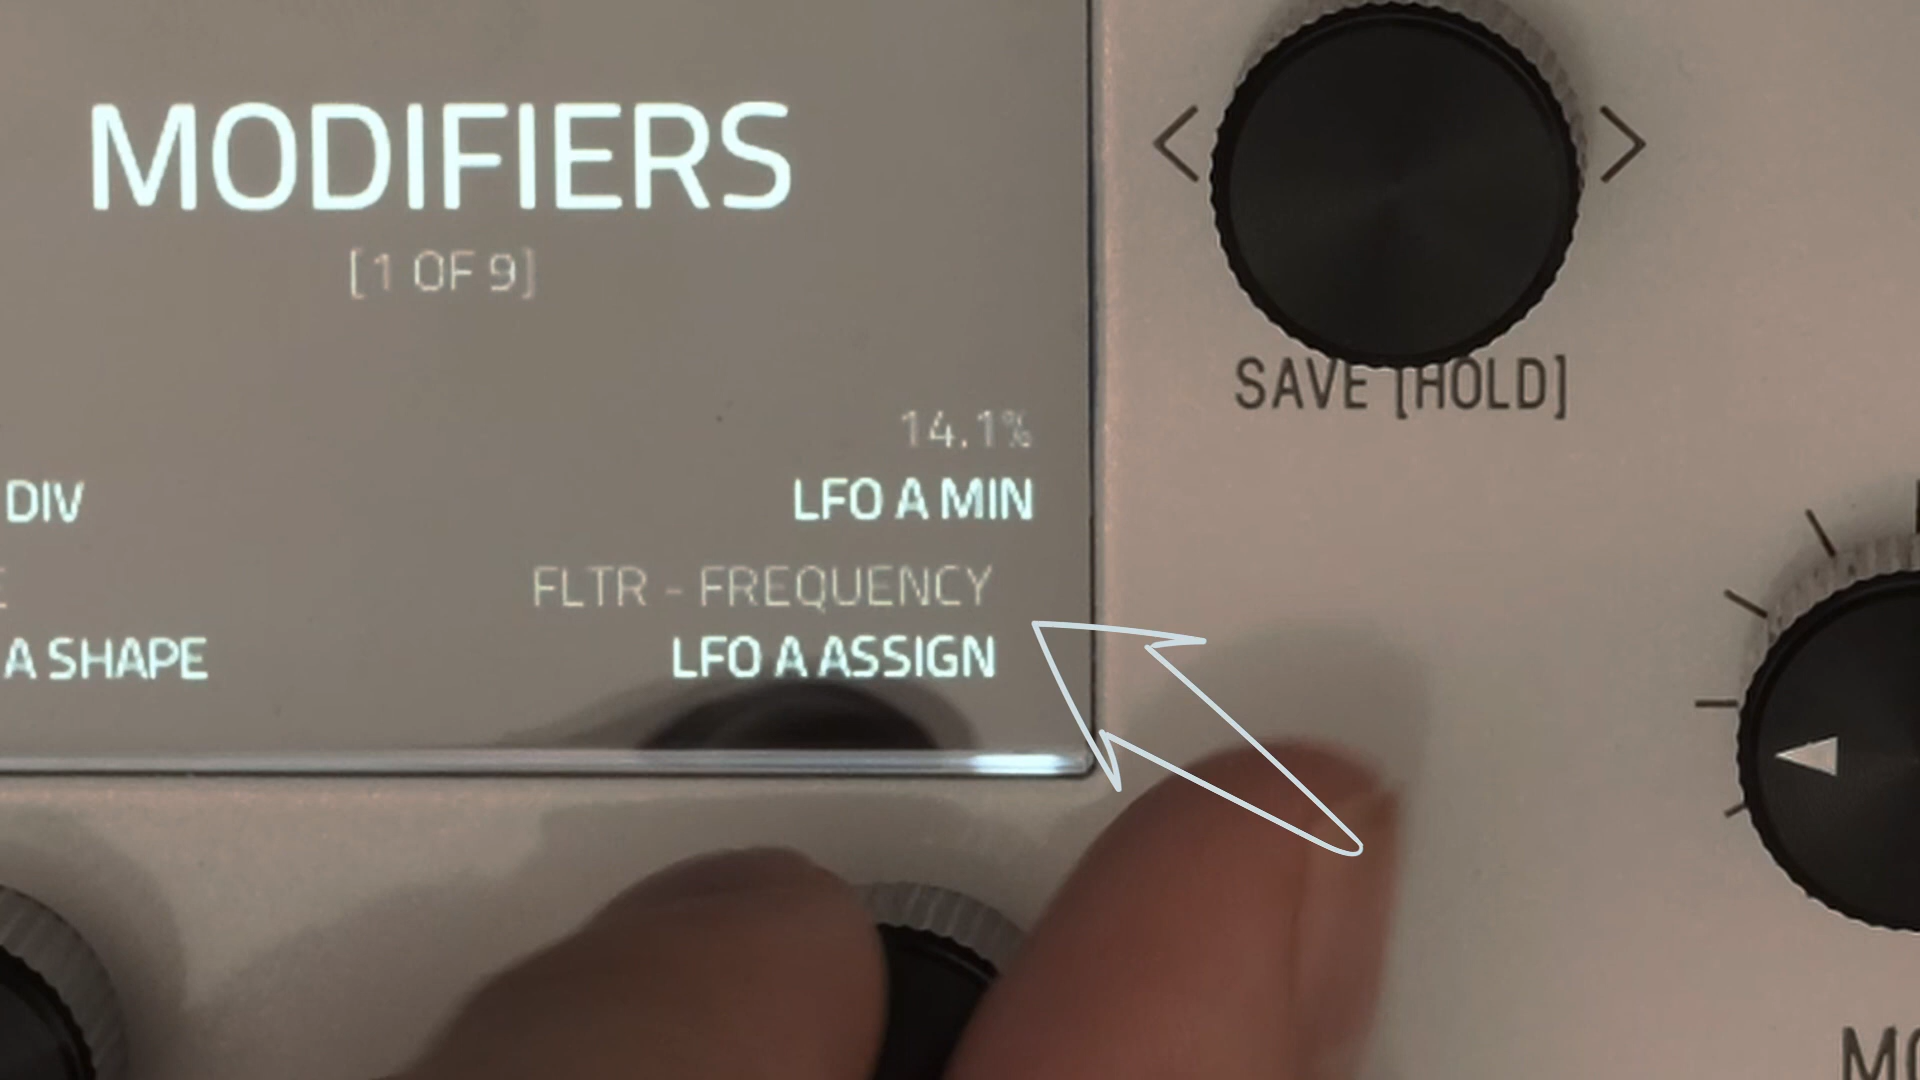 MODIFIERS
[1 OF 9]
SAVE [HOLD]
14.1%
DIV
LFO A MIN
FLTR - FREQUENCY
A SHAPE
LFO A ASSIGN